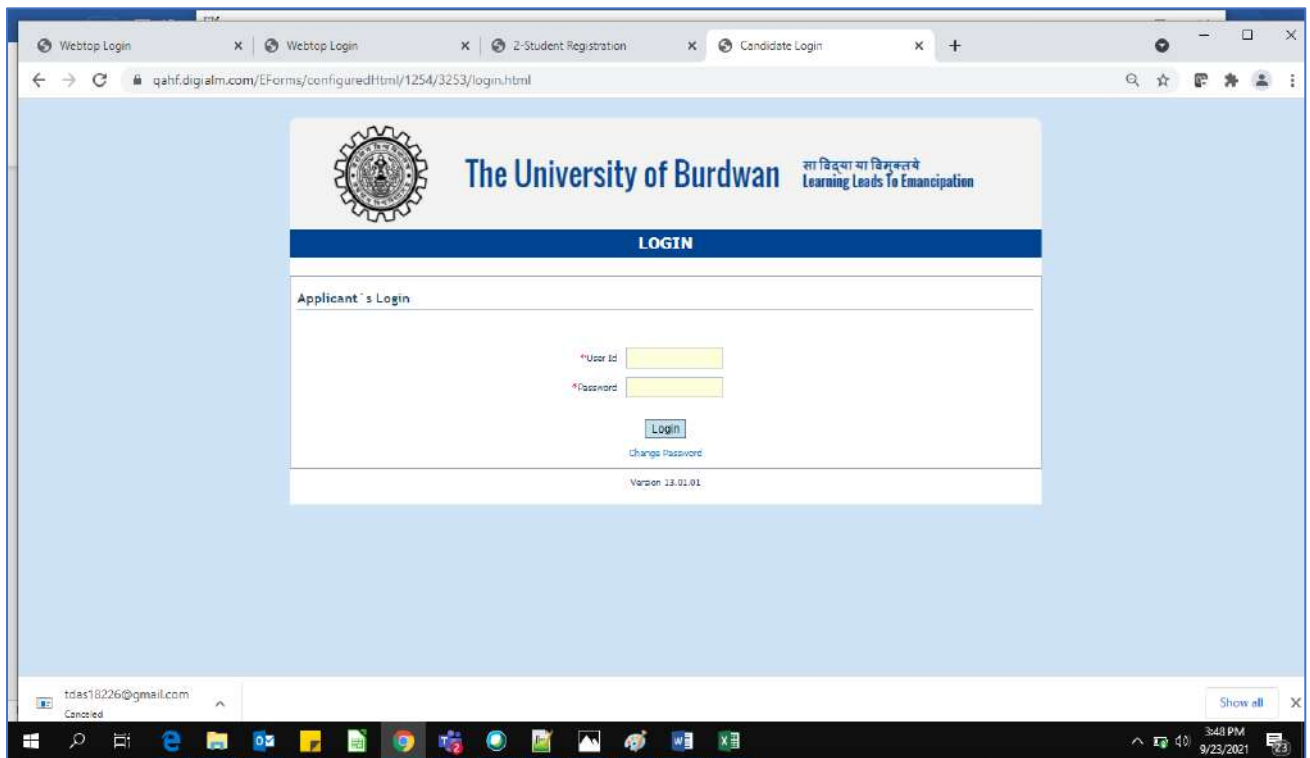 Webtop Login
Webtop Login
2-Student Registration
Candidate Login
qahf.digialm.com/EForms/configuredHtml/1254/3253/login.html
The University of Burdwan
सा विद्या या विमुक्तये
Learning Leads To Emancipation
LOGIN
Applicant`s Login
*User Id
*Password
Login
Change Password
Version 13.01.01
tdas18226@gmail.com
Canceled
Show all
3:48 PM
9/23/2021
23